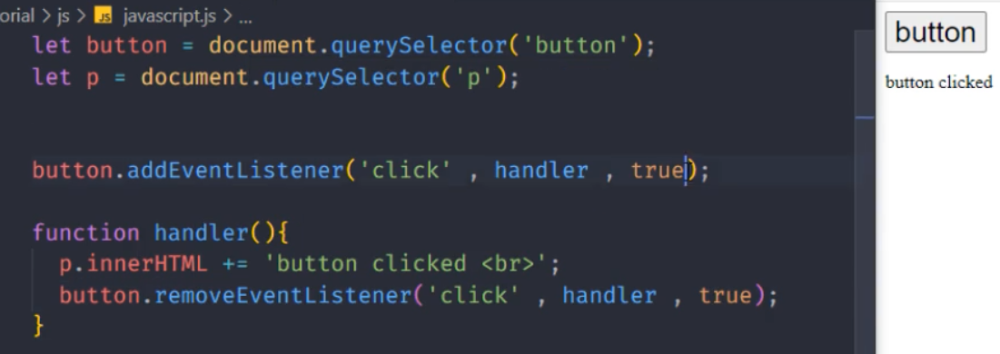 orial > js > JS javascript.js > ...
let button = document.querySelector('button');
let p = document.querySelector('p');
button.addEventListener('click' , handler , true);
function handler(){
p.innerHTML += 'button clicked <br>';
button.removeEventListener('click' , handler , true);
}
button
button clicked